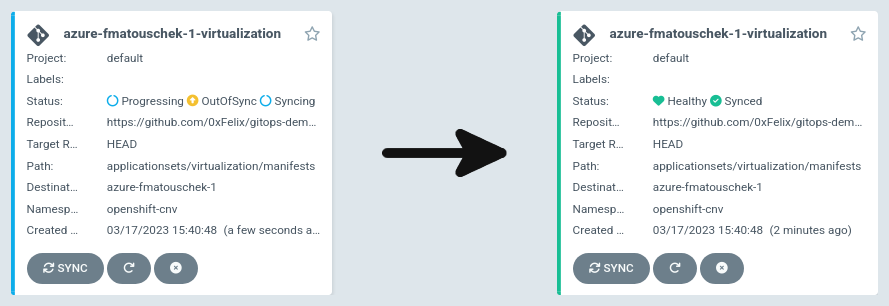 azure-fmatouschek-1-virtualization
Project: default
Labels:
Status: Progressing OutOfSync Syncing
Reposit... https://github.com/0xFelix/gitops-dem...
Target R... HEAD
Path: applicationsets/virtualization/manifests
Destinat... azure-fmatouschek-1
Namesp... openshift-cnv
Created ... 03/17/2023 15:40:48 (a few seconds a...
SYNC
azure-fmatouschek-1-virtualization
Project: default
Labels:
Status: Healthy Synced
Reposit... https://github.com/0xFelix/gitops-dem...
Target R... HEAD
Path: applicationsets/virtualization/manifests
Destinat... azure-fmatouschek-1
Namesp... openshift-cnv
Created ... 03/17/2023 15:40:48 (2 minutes ago)
SYNC